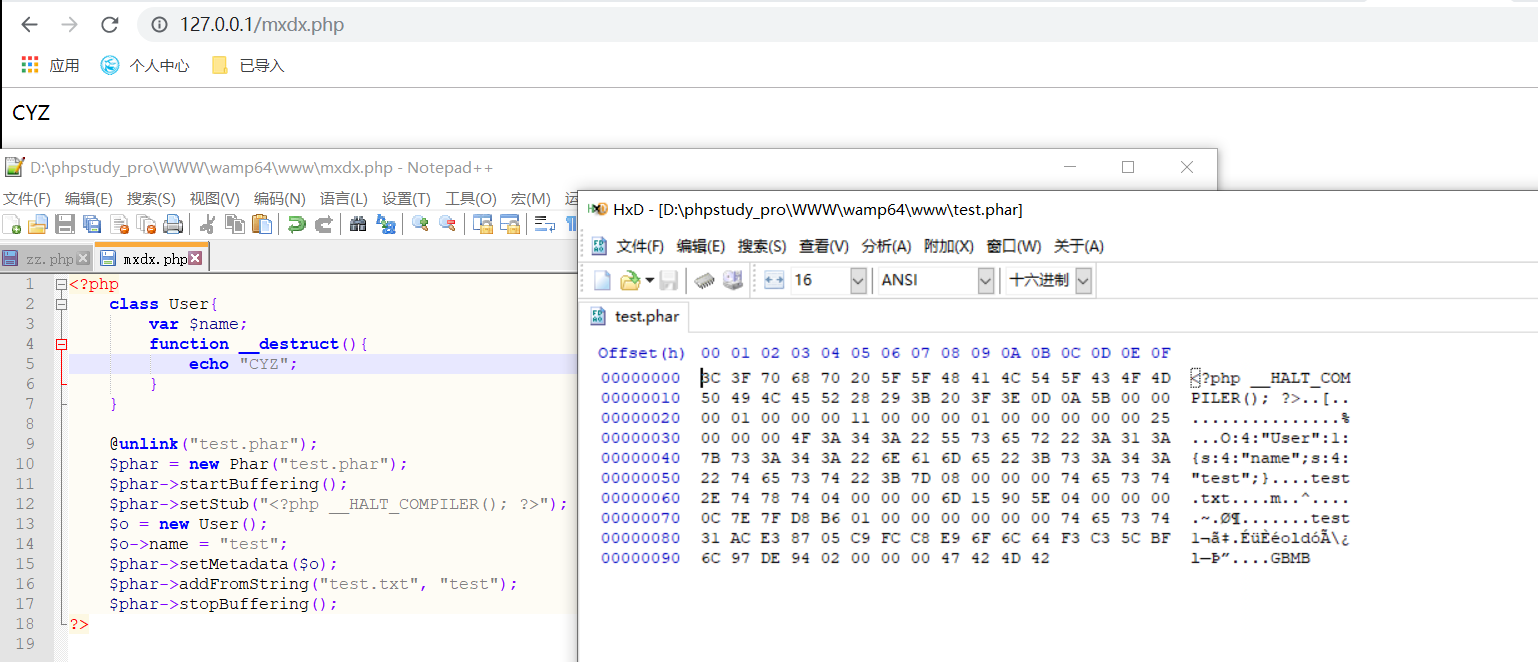 127.0.0.1/mxdx.php
应用 个人中心 已导入
CYZ
D:\phpstudy_pro\WWW\wamp64\www\mxdx.php - Notepad++
文件(F) 编辑(E) 搜索(S) 视图(V) 编码(N) 语言(L) 设置(T) 工具(O) 宏(M) 运
zz.php mxdx.php
1 <?php
2 class User{
3 var $name;
4 function __destruct(){
5 echo "CYZ";
6 }
7 }
8
9 @unlink("test.phar");
10 $phar = new Phar("test.phar");
11 $phar->startBuffering();
12 $phar->setStub("<?php __HALT_COMPILER(); ?>");
13 $o = new User();
14 $o->name = "test";
15 $phar->setMetadata($o);
16 $phar->addFromString("test.txt", "test");
17 $phar->stopBuffering();
18 ?>
19
HxD - [D:\phpstudy_pro\WWW\wamp64\www\test.phar]
文件(F) 编辑(E) 搜索(S) 查看(V) 分析(A) 附加(X) 窗口(W) 关于(A)
16 ANSI 十六进制
test.phar
Offset(h) 00 01 02 03 04 05 06 07 08 09 0A 0B 0C 0D 0E 0F
00000000 3C 3F 70 68 70 20 5F 5F 48 41 4C 54 5F 43 4F 4D <?php __HALT_COM
00000010 50 49 4C 45 52 28 29 3B 20 3F 3E 0D 0A 5B 00 00 PILER(); ?>..[..
00000020 00 01 00 00 00 11 00 00 00 01 00 00 00 00 00 25 ...............%
00000030 00 00 00 4F 3A 34 3A 22 55 73 65 72 22 3A 31 3A ...O:4:"User":1:
00000040 7B 73 3A 34 3A 22 6E 61 6D 65 22 3B 73 3A 34 3A {s:4:"name";s:4:
00000050 22 74 65 73 74 22 3B 7D 08 00 00 00 74 65 73 74 "test";}....test
00000060 2E 74 78 74 04 00 00 00 6D 15 90 5E 04 00 00 00 .txt....m..^....
00000070 0C 7E 7F D8 B6 01 00 00 00 00 00 00 74 65 73 74 .~.Ø¶.......test
00000080 31 AC E3 87 05 C9 FC C8 E9 6F 6C 64 F3 C3 5C BF 1¬ã‡.ÉüÈéoldóÃ\¿
00000090 6C 97 DE 94 02 00 00 00 47 42 4D 42 l—Þ”....GBMB